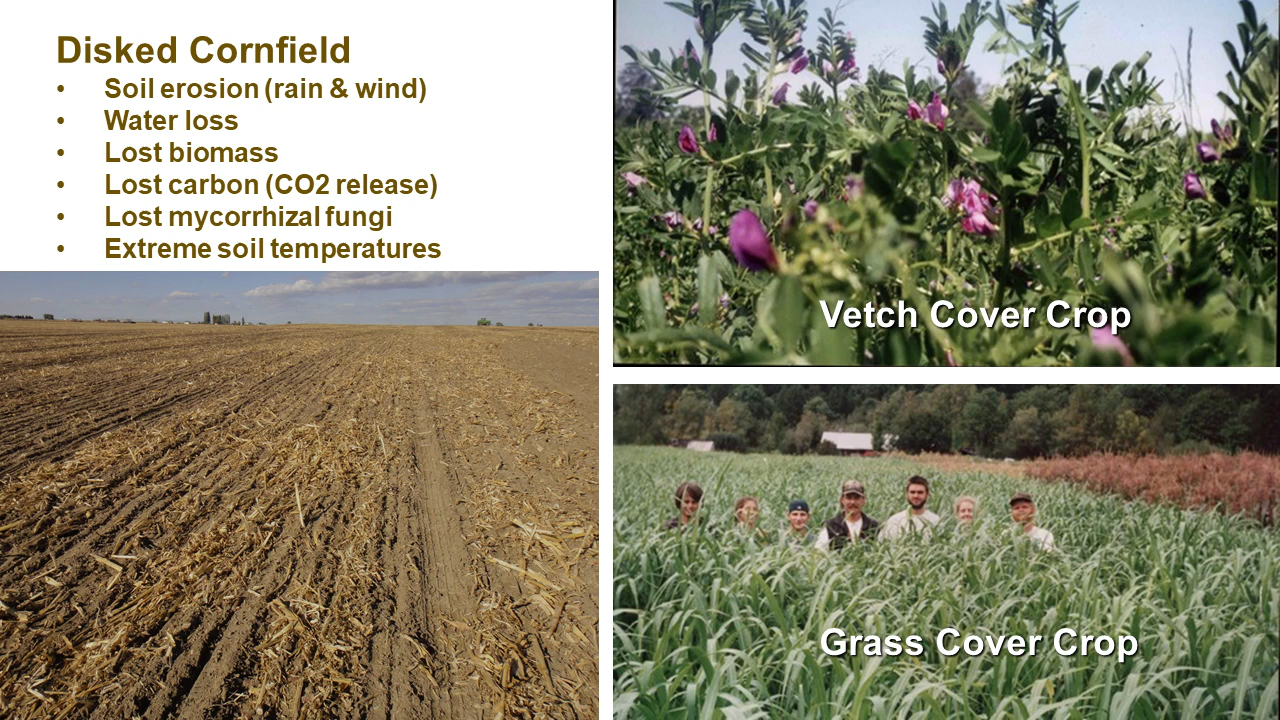 Disked Cornfield
• Soil erosion (rain & wind)
• Water loss
• Lost biomass
• Lost carbon (CO2 release)
• Lost mycorrhizal fungi
• Extreme soil temperatures
Vetch Cover Crop
Grass Cover Crop